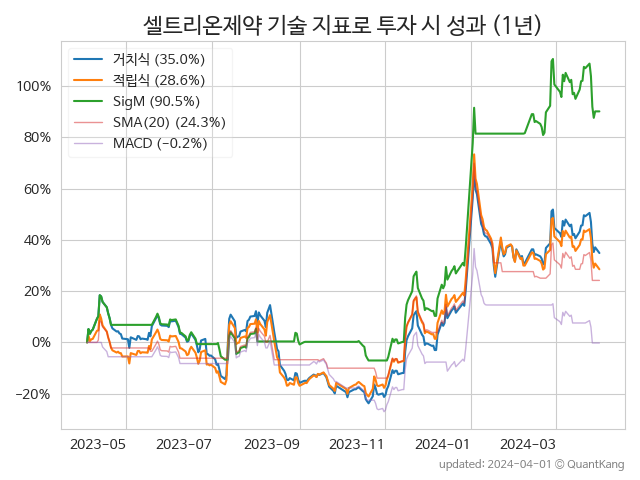 셀트리온제약 기술 지표로 투자 시 성과 (1년)
거치식 (35.0%)
적립식 (28.6%)
SigM (90.5%)
SMA(20) (24.3%)
MACD (−0.2%)
100%
80%
60%
40%
20%
0%
−20%
2023-05 2023-07 2023-09 2023-11 2024-01 2024-03
updated: 2024-04-01 © QuantKang